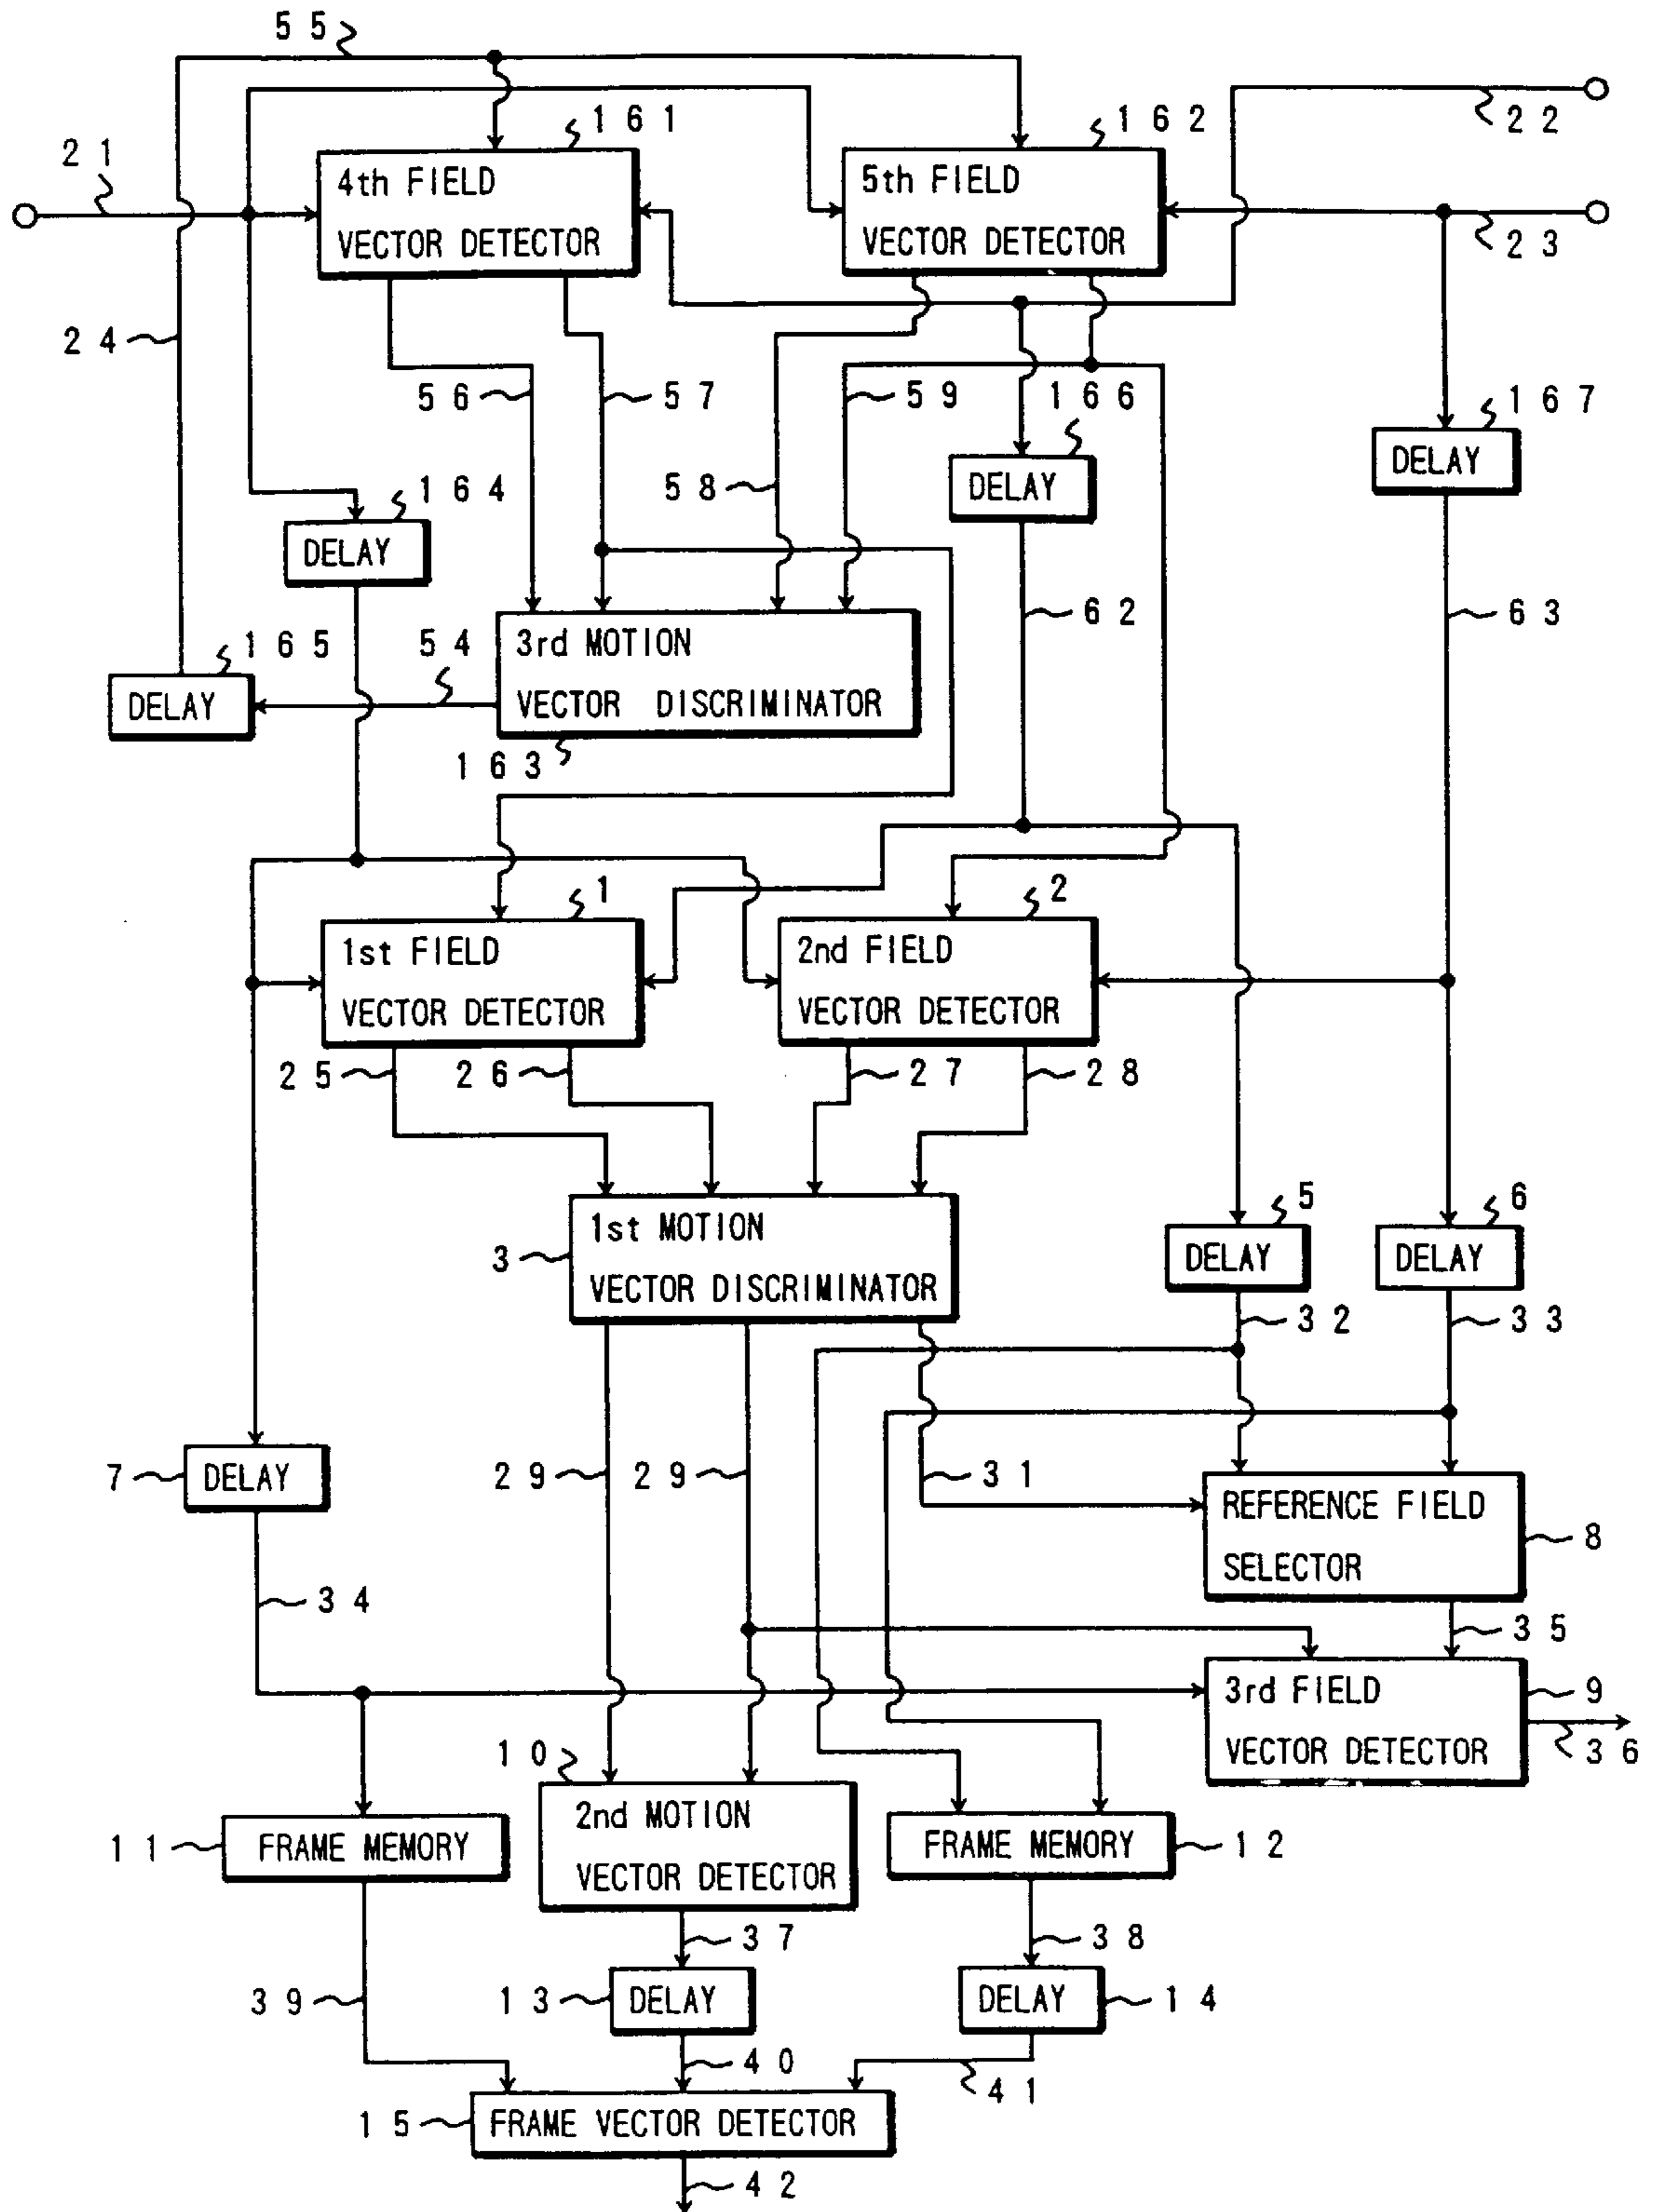 55
161
162
22
21
4th FIELD
VECTOR DETECTOR
5th FIELD
VECTOR DETECTOR
23
24
56
57
59
166
167
DELAY
58
DELAY
164
DELAY
62
63
165
54
3rd MOTION
VECTOR DISCRIMINATOR
DELAY
163
1
2
1st FIELD
VECTOR DETECTOR
2nd FIELD
VECTOR DETECTOR
25
26
27
28
5
6
3
1st MOTION
VECTOR DISCRIMINATOR
DELAY
DELAY
32
33
7
DELAY
29
29
31
REFERENCE FIELD
SELECTOR
8
34
35
3rd FIELD
VECTOR DETECTOR
9
36
10
2nd MOTION
VECTOR DETECTOR
11
FRAME MEMORY
FRAME MEMORY
12
37
38
39
13
DELAY
DELAY
14
40
41
15
FRAME VECTOR DETECTOR
42